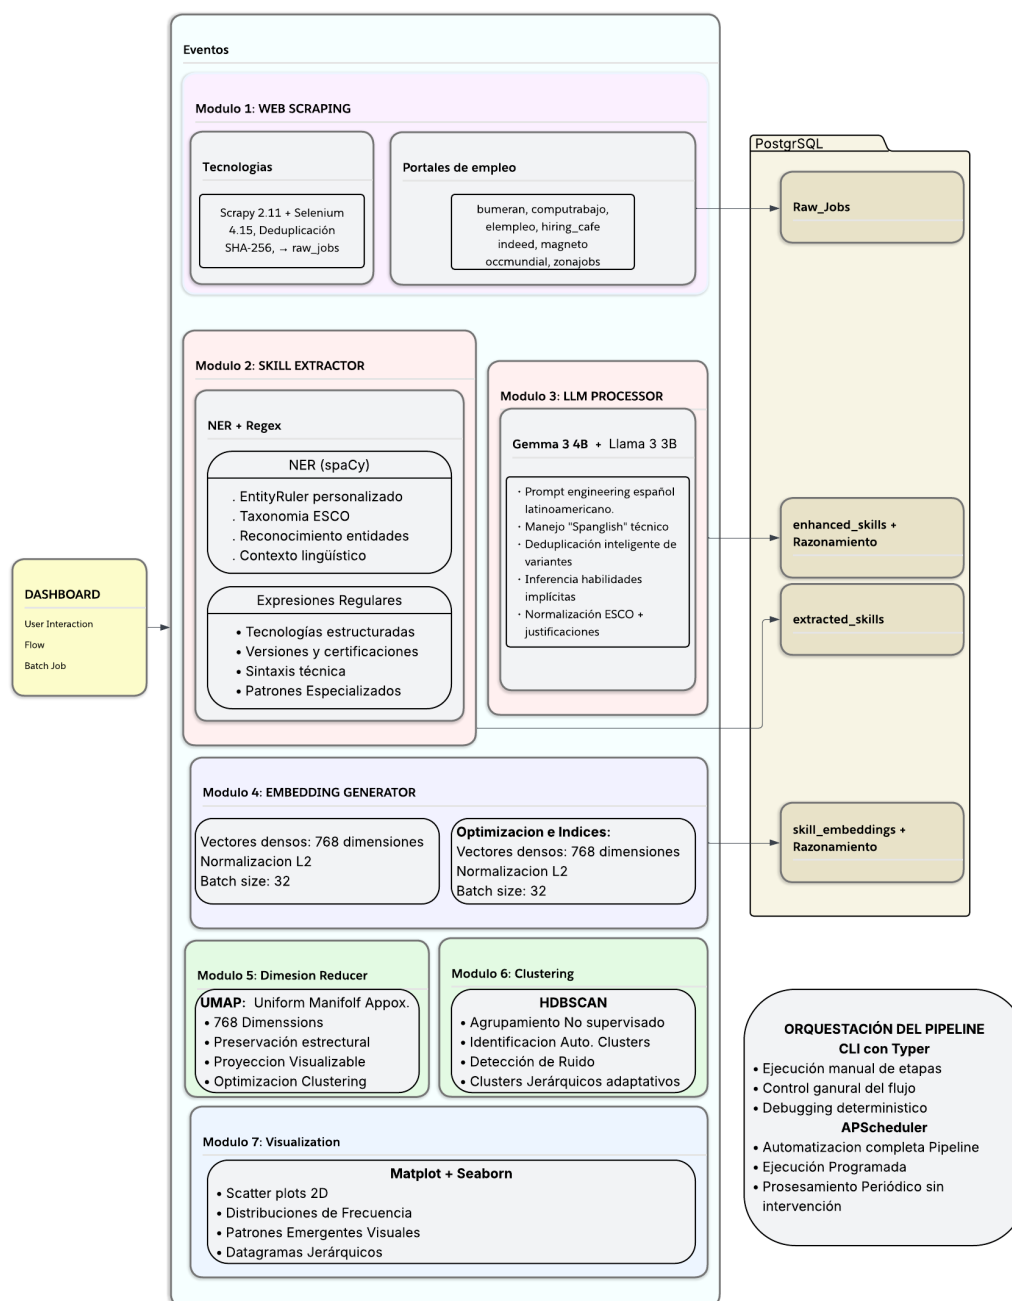 Eventos
Modulo 1: WEB SCRAPING
Tecnologias
Scrapy 2.11 + Selenium
4.15, Deduplicación
SHA-256, → raw_jobs
Portales de empleo
bumeran, computrabajo,
elempleo, hiring_cafe
indeed, magneto
occmundial, zonajobs
PostgrSQL
Raw_Jobs
Modulo 2: SKILL EXTRACTOR
NER + Regex
NER (spaCy)
. EntityRuler personalizado
. Taxonomia ESCO
. Reconocimiento entidades
. Contexto lingüístico
Expresiones Regulares
• Tecnologías estructuradas
• Versiones y certificaciones
• Sintaxis técnica
• Patrones Especializados
Modulo 3: LLM PROCESSOR
Gemma 3 4B + Llama 3 3B
· Prompt engineering español
latinoamericano.
· Manejo "Spanglish" técnico
· Deduplicación inteligente de
variantes
· Inferencia habilidades
implícitas
· Normalización ESCO +
justificaciones
enhanced_skills +
Razonamiento
extracted_skills
DASHBOARD
User Interaction
Flow
Batch Job
Modulo 4: EMBEDDING GENERATOR
Vectores densos: 768 dimensiones
Normalizacion L2
Batch size: 32
Optimizacion e Indices:
Vectores densos: 768 dimensiones
Normalizacion L2
Batch size: 32
skill_embeddings +
Razonamiento
Modulo 5: Dimesion Reducer
UMAP: Uniform Manifolf Appox.
• 768 Dimenssions
• Preservación estrectural
• Proyeccion Visualizable
• Optimizacion Clustering
Modulo 6: Clustering
HDBSCAN
• Agrupamiento No supervisado
• Identificacion Auto. Clusters
• Detección de Ruido
• Clusters Jerárquicos adaptativos
Modulo 7: Visualization
Matplot + Seaborn
• Scatter plots 2D
• Distribuciones de Frecuencia
• Patrones Emergentes Visuales
• Datagramas Jerárquicos
ORQUESTACIÓN DEL PIPELINE
CLI con Typer
• Ejecución manual de etapas
• Control ganural del flujo
• Debugging deterministico
APScheduler
• Automatizacion completa Pipeline
• Ejecución Programada
• Prosesamiento Periódico sin
intervención